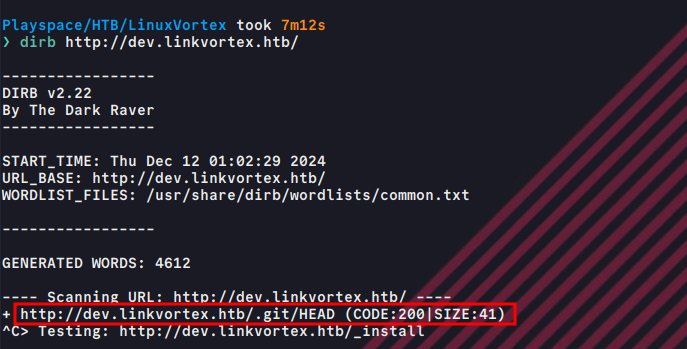 Playspace/HTB/LinuxVortex took 7m12s
❯ dirb http://dev.linkvortex.htb/
-----------------
DIRB v2.22
By The Dark Raver
-----------------
START_TIME: Thu Dec 12 01:02:29 2024
URL_BASE: http://dev.linkvortex.htb/
WORDLIST_FILES: /usr/share/dirb/wordlists/common.txt
-----------------
GENERATED WORDS: 4612
---- Scanning URL: http://dev.linkvortex.htb/ ----
+ http://dev.linkvortex.htb/.git/HEAD (CODE:200|SIZE:41)
^C> Testing: http://dev.linkvortex.htb/_install